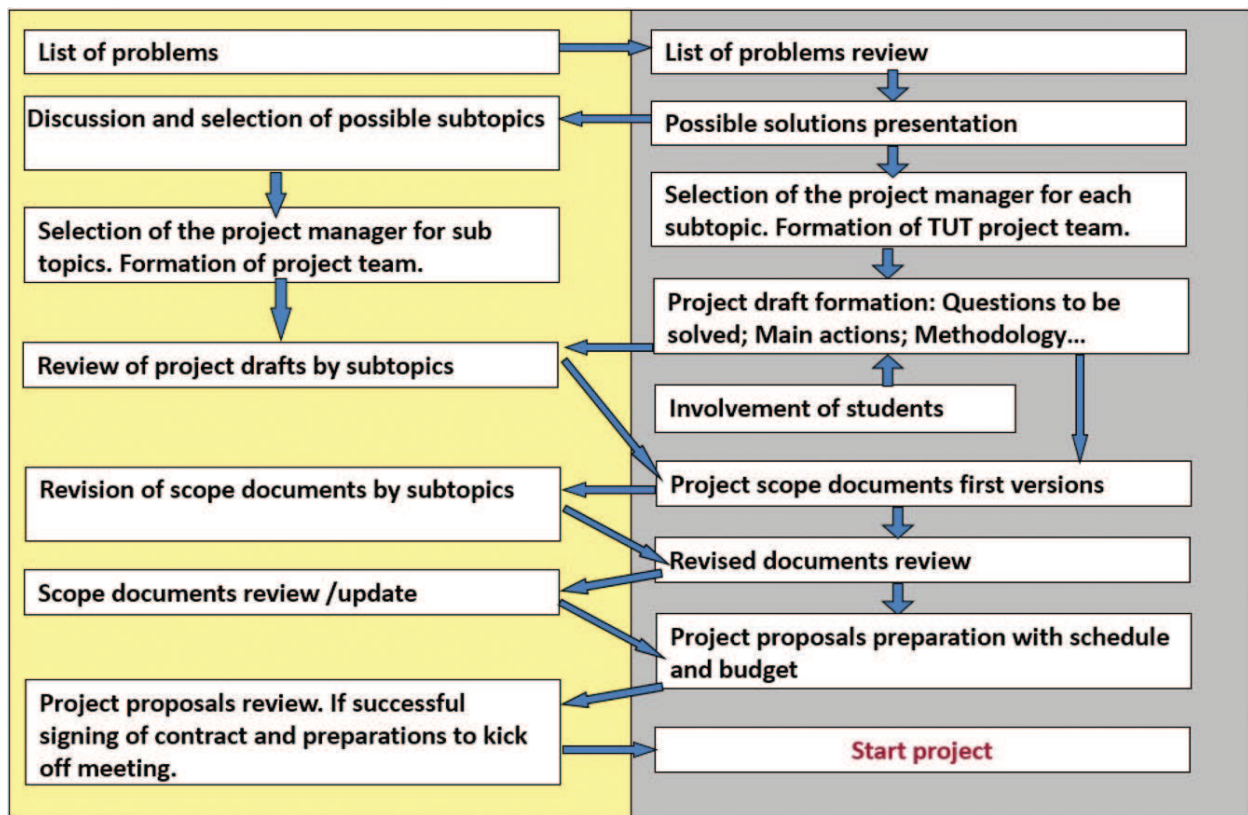 List of problems
List of problems review
Discussion and selection of possible subtopics
Possible solutions presentation
Selection of the project manager for each
subtopic. Formation of TUT project team.
Selection of the project manager for sub
topics. Formation of project team.
Project draft formation: Questions to be
solved; Main actions; Methodology...
Review of project drafts by subtopics
Involvement of students
Revision of scope documents by subtopics
Project scope documents first versions
Revised documents review
Scope documents review /update
Project proposals preparation with schedule
and budget
Project proposals review. If successful
signing of contract and preparations to kick
off meeting.
Start project